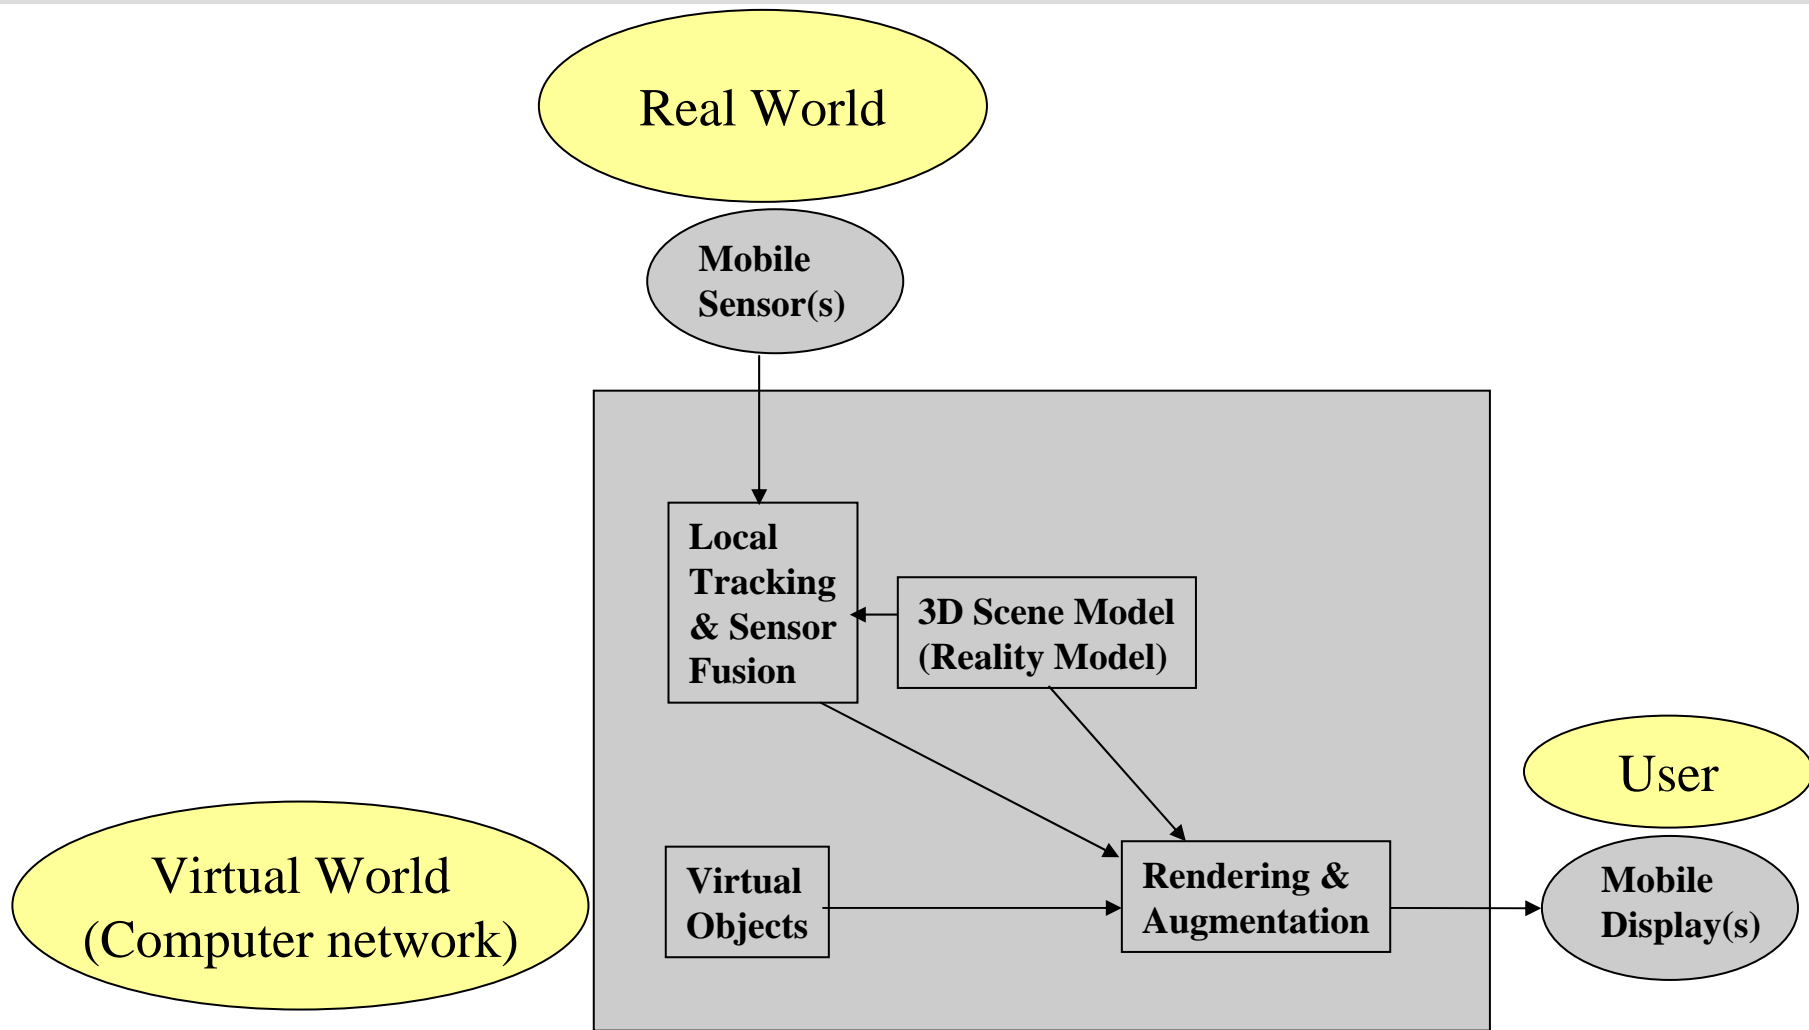 Real World
Mobile
Sensor(s)
Local
Tracking
& Sensor
Fusion
3D Scene Model
(Reality Model)
User
Virtual World
(Computer network)
Virtual
Objects
Rendering &
Augmentation
Mobile
Display(s)